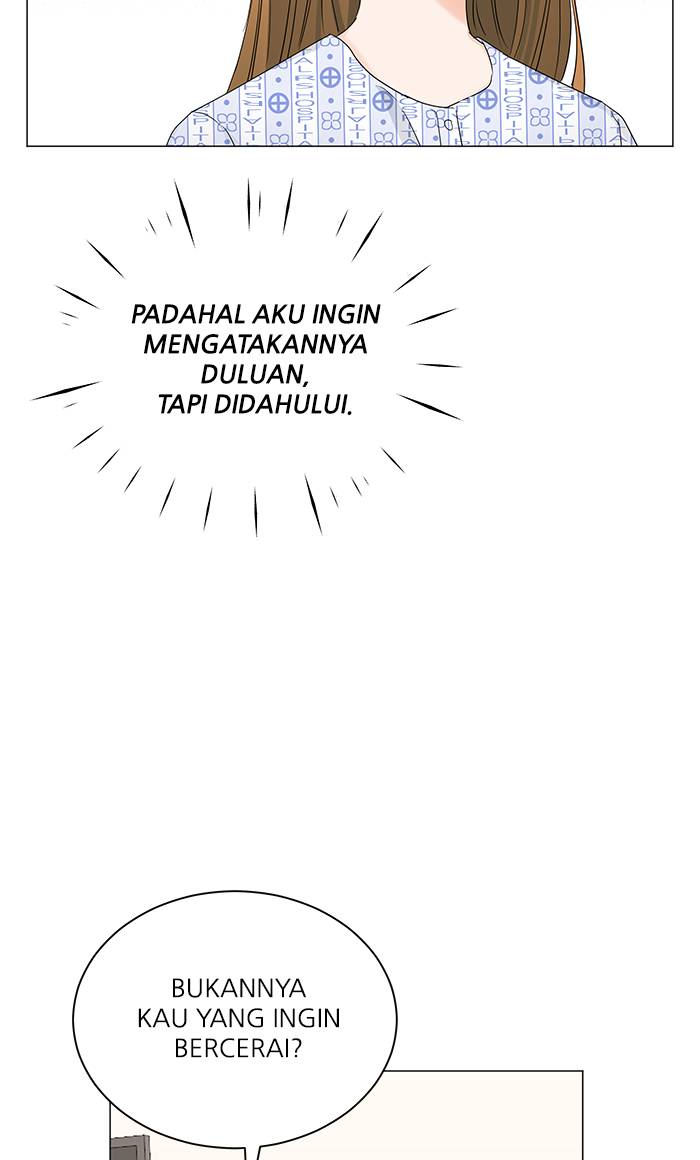 PADAHAL AKU INGIN
MENGATAKANNYA
DULUAN,
TAPI DIDAHULUI.
BUKANNYA
KAU YANG INGIN
BERCERAI?